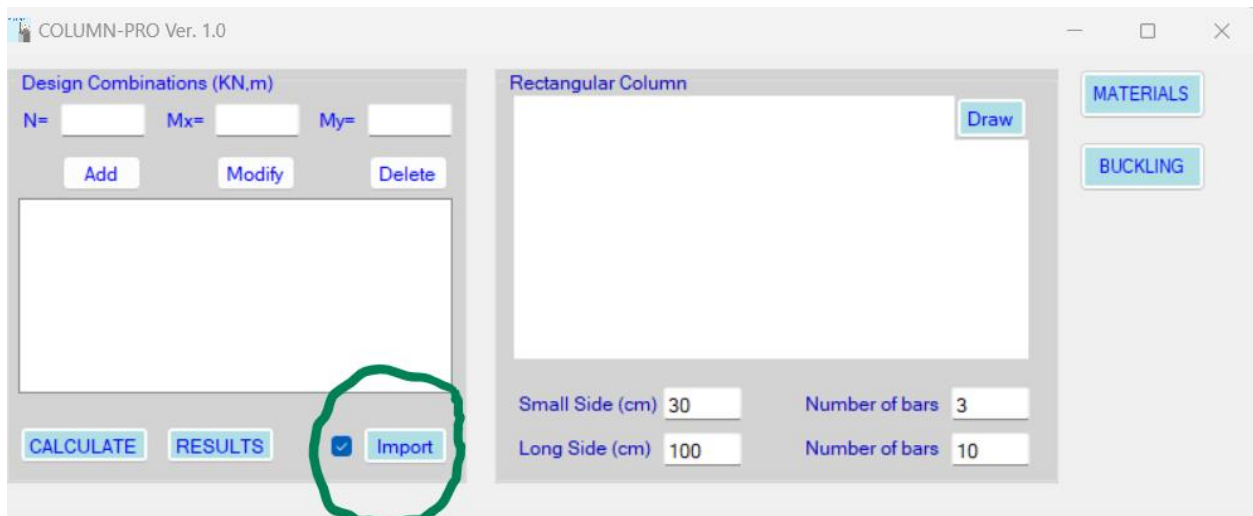 COLUMN-PRO Ver. 1.0
Design Combinations (KN,m)
N= Mx= My=
Add Modify Delete
CALCULATE RESULTS Import
Rectangular Column
Draw
Small Side (cm) 30 Number of bars 3
Long Side (cm) 100 Number of bars 10
MATERIALS
BUCKLING